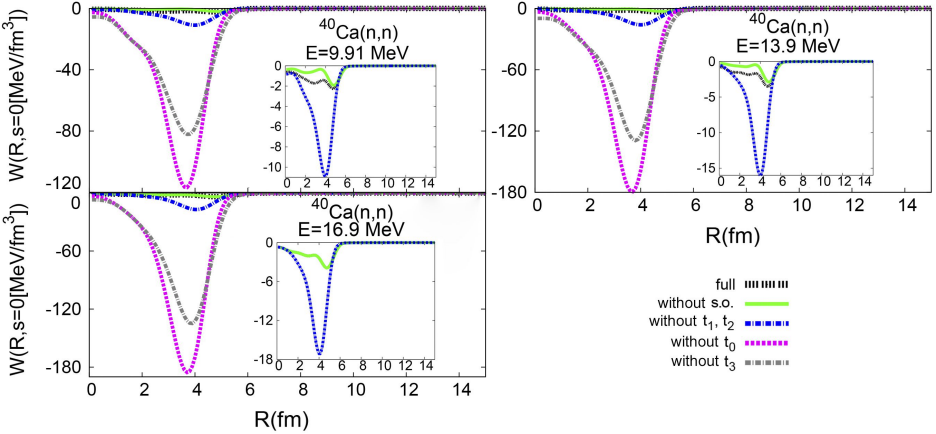 W(R,s=0[MeV/fm³])
0
-40
-80
-120
⁴⁰Ca(n,n)
E=9.91 MeV
0
-2
-4
-6
-8
-10
0 2 4 6 8 10 12 14
0
-60
-120
-180
⁴⁰Ca(n,n)
E=13.9 MeV
0
-5
-10
-15
0 2 4 6 8 10 12 14
0 2 4 8 12 14
R(fm)
W(R,s=0[MeV/fm³])
0
-60
-120
-180
⁴⁰Ca(n,n)
E=16.9 MeV
0
-6
-12
-18
0 2 4 6 8 10 12 14
0 2 4 6 8 10 12 14
R(fm)
full
without s.o.
without t₁, t₂
without t₀
without t₃